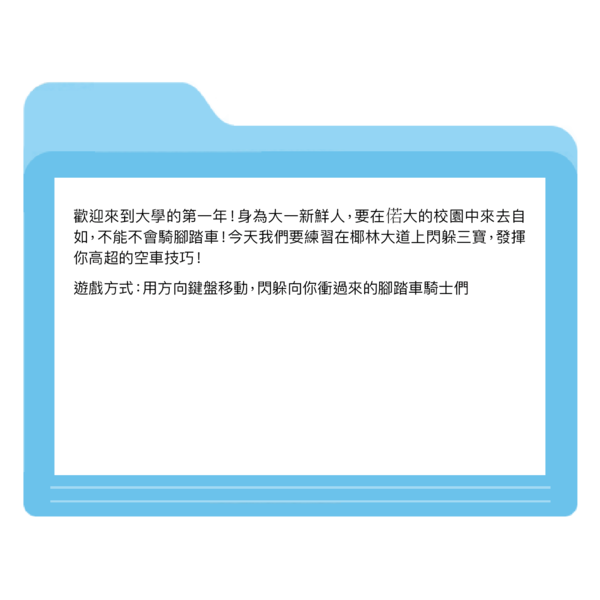 歡迎來到大學的第一年！身為大一新鮮人，要在偌大的校園中來去自
如，不能不會騎腳踏車！今天我們要練習在椰林大道上閃躲三寶，發揮
你高超的空車技巧！
遊戲方式：用方向鍵盤移動，閃躲向你衝過來的腳踏車騎士們